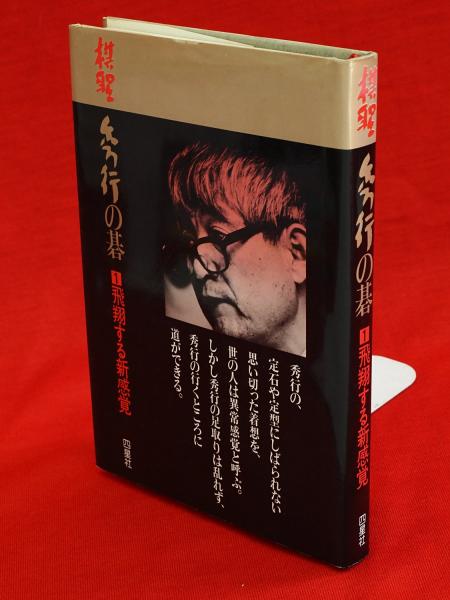 棋聖
秀行の碁
1 飛翔する新感覚
四星社
秀行の、
定石や定型にしばられない
思い切った着想を、
世の人は異常感覚と呼ぶ。
しかし秀行の足取りは乱れず、
秀行の行くところに
道ができる。
棋聖
秀行の碁
1 飛翔する新感覚
四星社